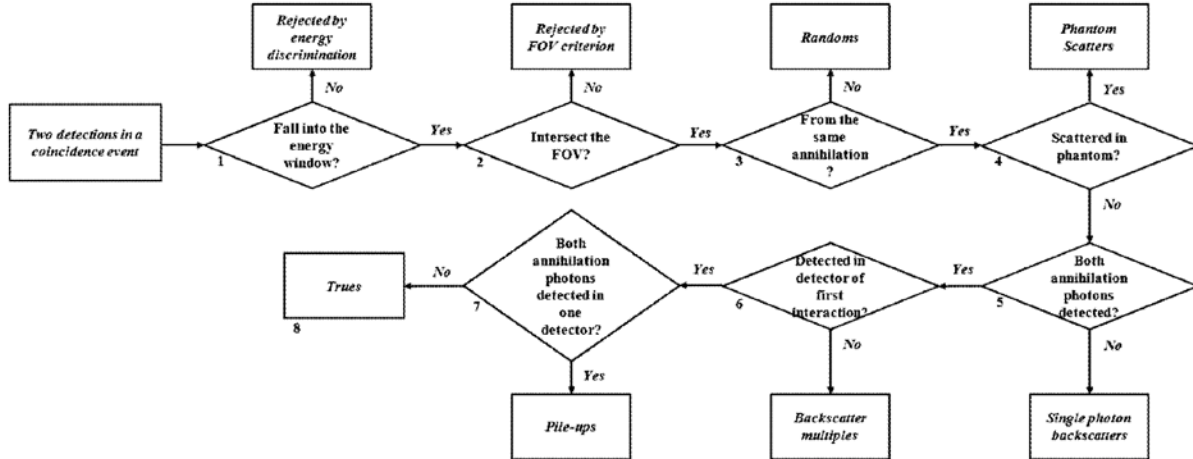 Rejected by
energy
discrimination
Rejected by
FOV criterion
Randoms
Phantom
Scatters
No
No
No
Yes
Two detections in a
coincidence event
Fall into the
energy
window?
1
Yes
Intersect the
FOV?
2
Yes
From the
same
annihilation
?
3
Yes
Scattered in
phantom?
4
No
Both
annihilation
photons
detected?
5
Yes
Detected in
detector of
first
interaction?
6
Yes
Both
annihilation
photons
detected in
one
detector?
7
No
Trues
8
Yes
No
No
Pile-ups
Backscatter
multiples
Single photon
backscatters